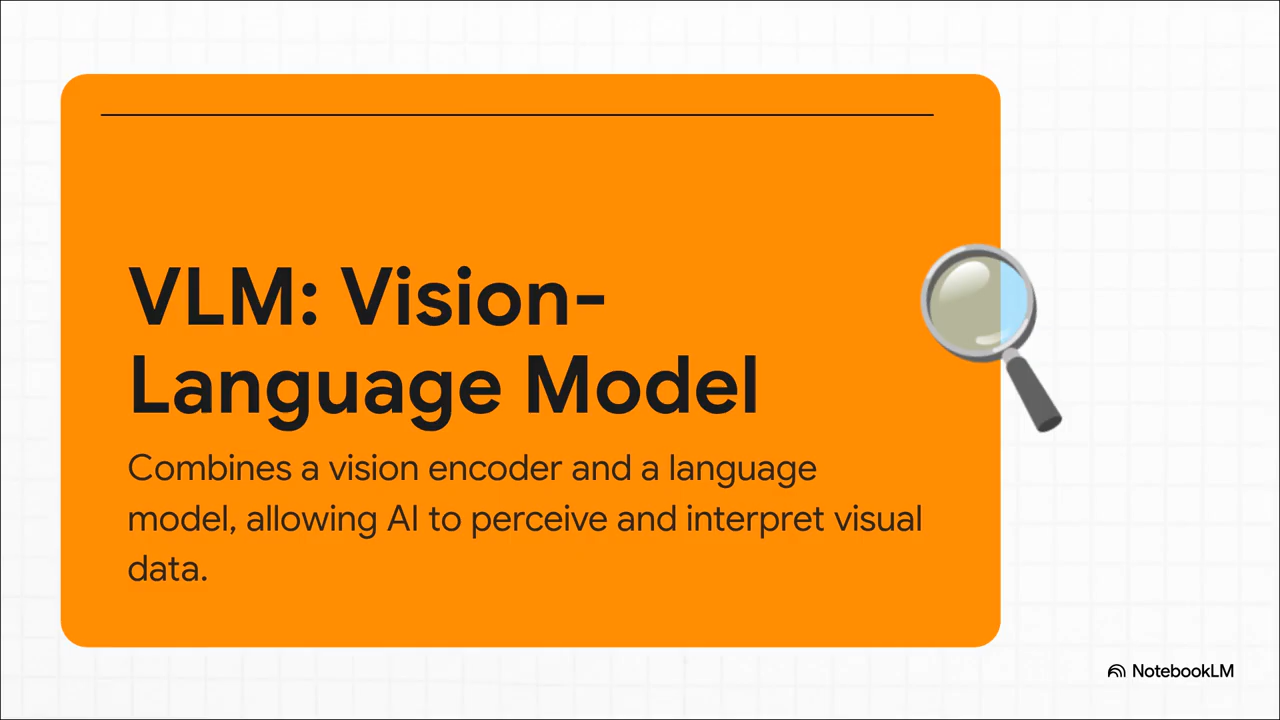 VLM: Vision-
Language Model
Combines a vision encoder and a language
model, allowing AI to perceive and interpret visual
data.
NotebookLM